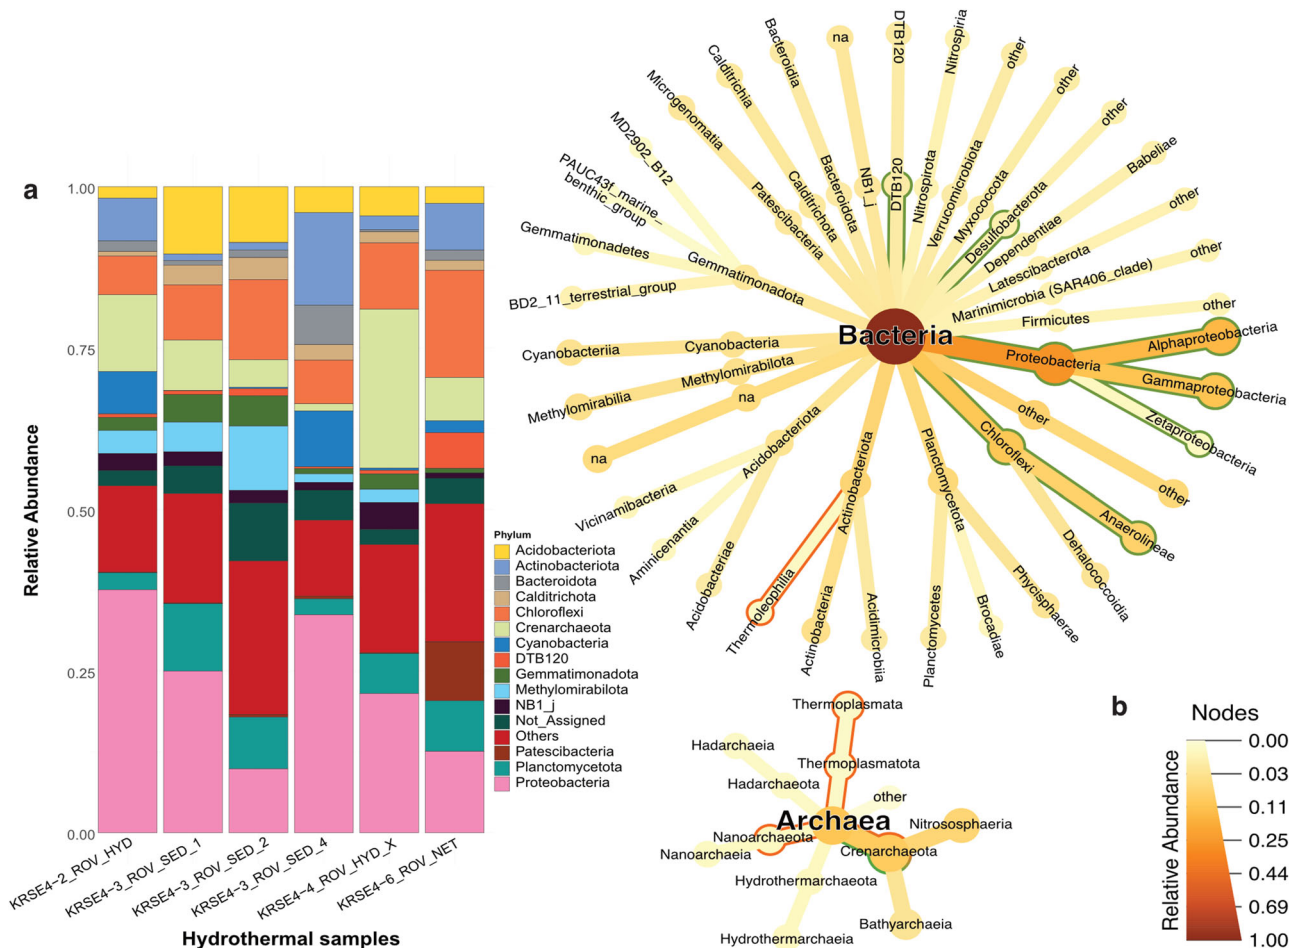 a
1.00
0.75
0.50
0.25
0.00
Relative Abundance
KRSE4-2_ROV_HYD
KRSE4-3_ROV_SED_1
KRSE4-3_ROV_SED_2
KRSE4-3_ROV_SED_4
KRSE4-4_ROV_HYD_X
KRSE4-6_ROV_NET
Hydrothermal samples
Phylum
Acidobacteriota
Actinobacteriota
Bacteroidota
Calditrichota
Chloroflexi
Crenarchaeota
Cyanobacteria
DTB120
Gemmatimonadota
Methylomirabilota
NB1_j
Not_Assigned
Others
Patescibacteria
Planctomycetota
Proteobacteria
Bacteria
MD2902_B12
Microgenomatia
Calditrichia
Bacteroidia
na
DTB120
Nitrospiria
other
other
other
Babeliae
other
other
other
PAUC43f_marine_
benthic_group
Gemmatimonadetes
BD2_11_terrestrial_group
Gemmatimonadota
Patescibacteria
Calditrichota
Bacteroidota
NB1_j
DTB120
Nitrospirota
Verrucomicrobiota
Myxococcota
Desulfobacterota
Dependentiae
Latescibacterota
Marinimicrobia (SAR406_clade)
Firmicutes
Proteobacteria
Alphaproteobacteria
Gammaproteobacteria
Zetaproteobacteria
other
other
Chloroflexi
Anaerolineae
Dehalococcoidia
Planctomycetota
Phycisphaerae
Brocadiae
Planctomycetes
Actinobacteriota
Acidimicrobiia
Actinobacteria
Thermoleophilia
Acidobacteriota
Acidobacteriae
Aminicenantia
Vicinamibacteria
na
na
Methylomirabilota
Methylomirabilia
Cyanobacteria
Cyanobacteriia
Archaea
Thermoplasmata
Thermoplasmatota
Hadarchaeia
Hadarchaeota
other
Nanoarchaeota
Nanoarchaeia
Crenarchaeota
Nitrososphaeria
Bathyarchaeia
Hydrothermarchaeota
Hydrothermarchaeia
b
Nodes
Relative Abundance
0.00
0.03
0.11
0.25
0.44
0.69
1.00